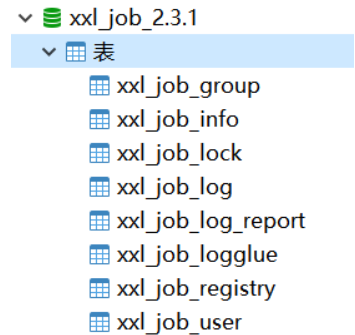 xxl_job_2.3.1
表
xxl_job_group
xxl_job_info
xxl_job_lock
xxl_job_log
xxl_job_log_report
xxl_job_logglue
xxl_job_registry
xxl_job_user